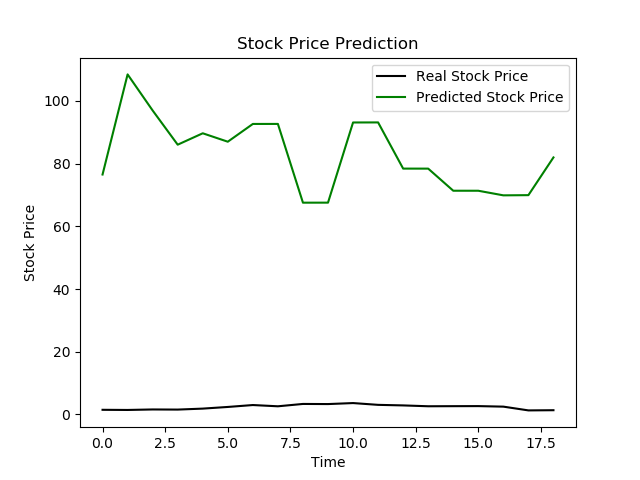 Stock Price Prediction
Real Stock Price
Predicted Stock Price
100
80
60
40
20
0
Stock Price
0.0 2.5 5.0 7.5 10.0 12.5 15.0 17.5
Time